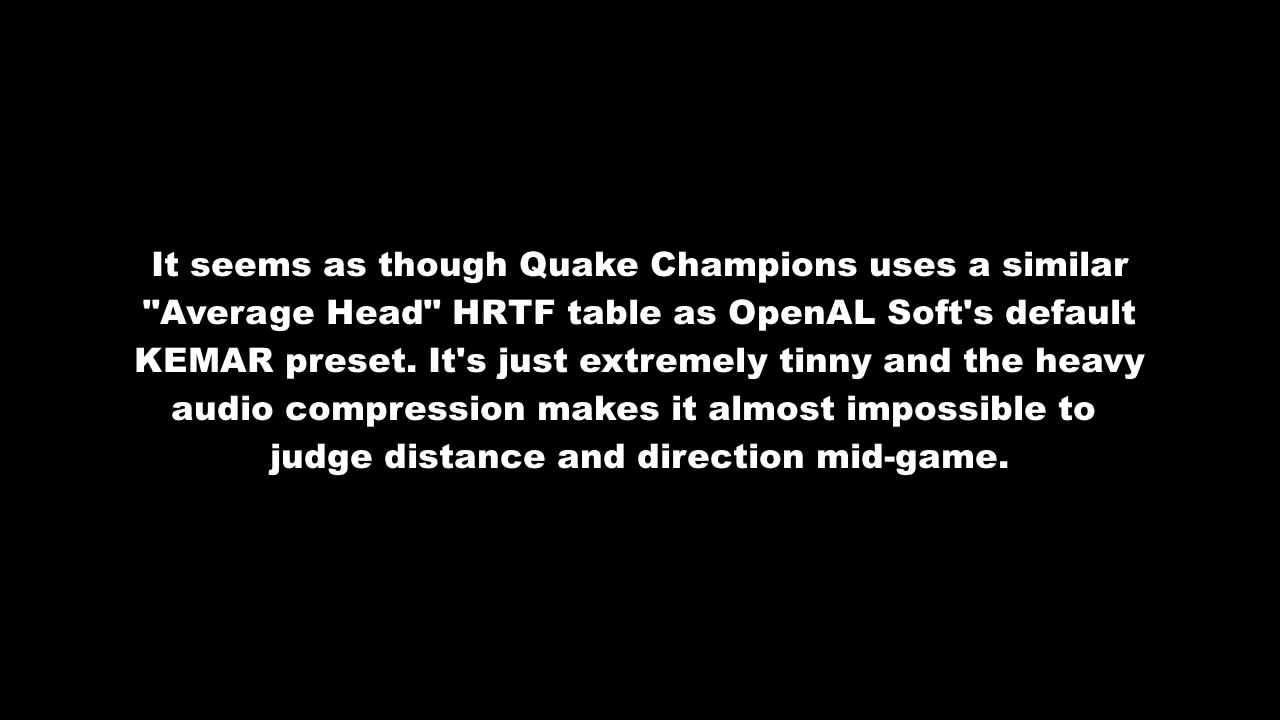 It seems as though Quake Champions uses a similar
"Average Head" HRTF table as OpenAL Soft's default
KEMAR preset. It's just extremely tinny and the heavy
audio compression makes it almost impossible to
judge distance and direction mid-game.